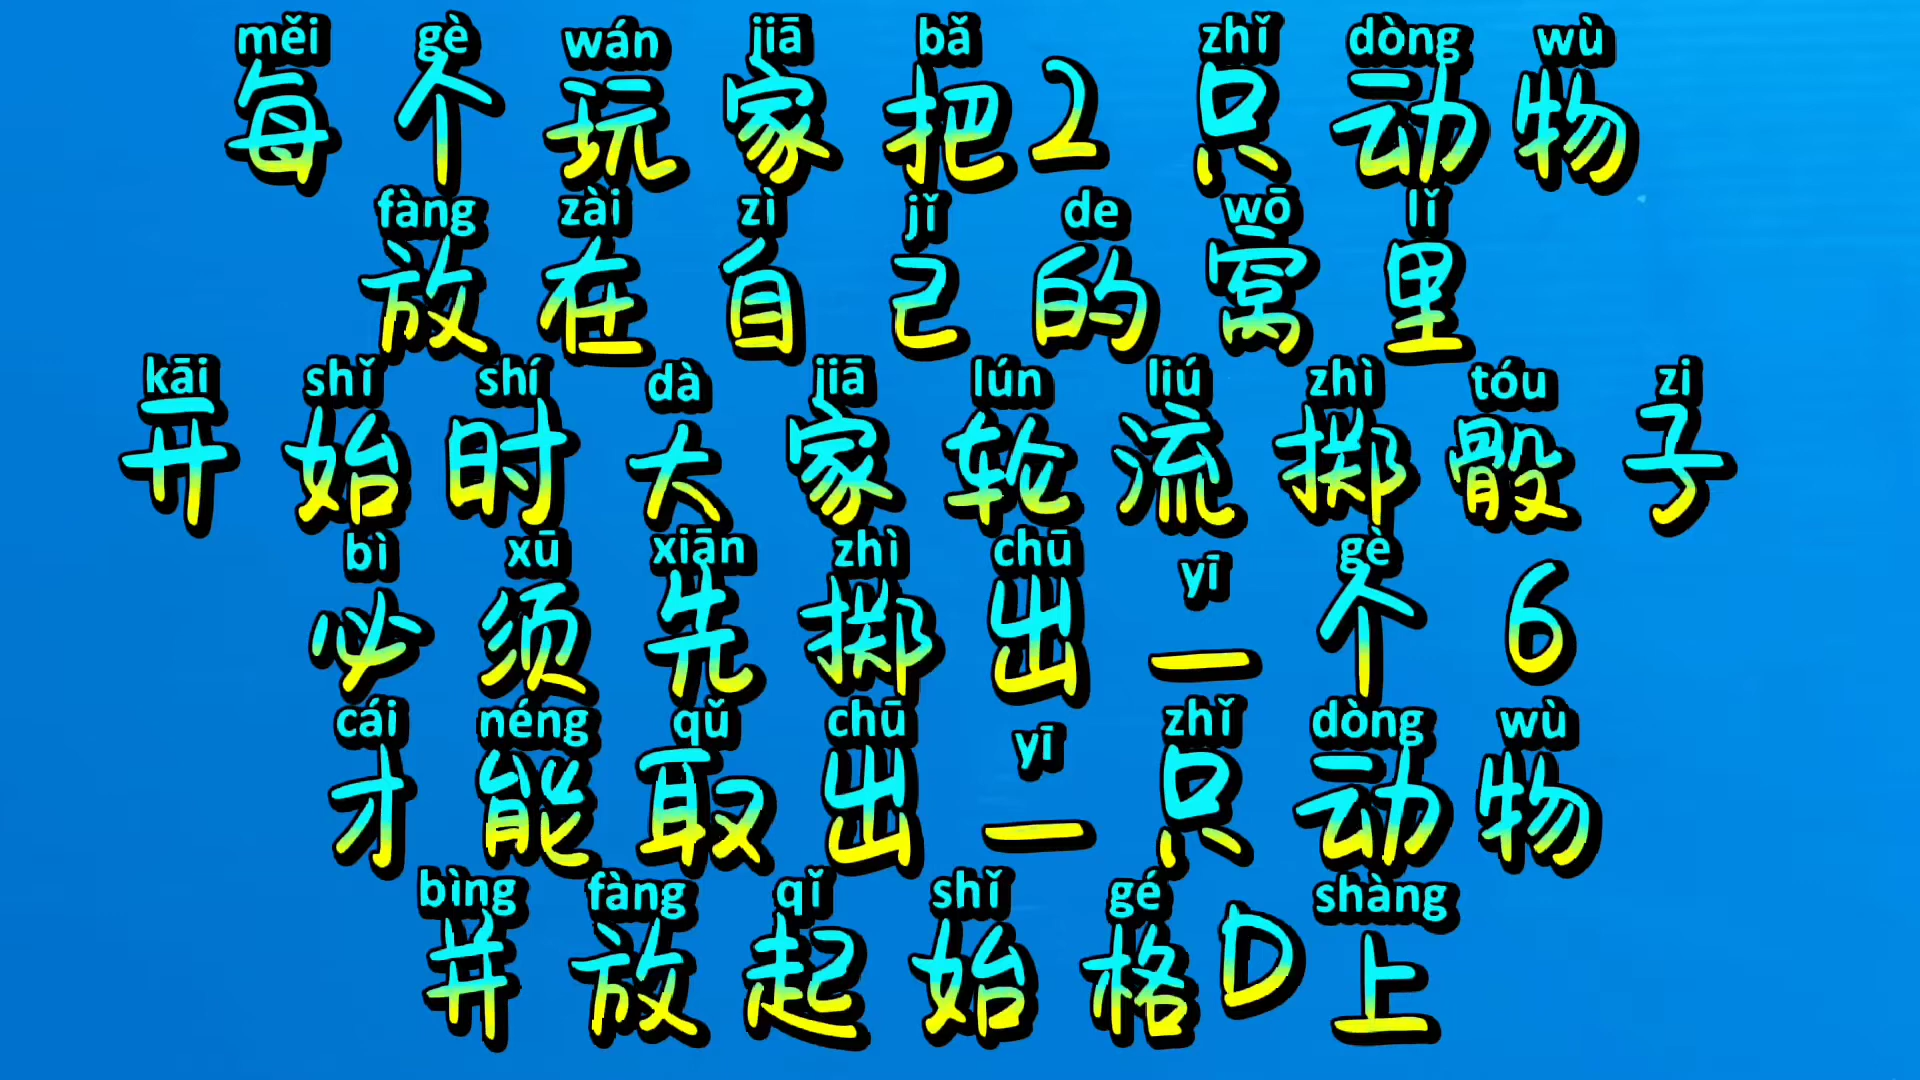 měi gè wán jiā bǎ zhǐ dòng wù
每个玩家把2只动物
fàng zài zì jǐ de wō lǐ
放在自己的窝里
kāi shǐ shí dà jiā lún liú zhì tóu zi
开始时大家轮流掷骰子
bì xū xiān zhì chū yī gè
必须先掷出一个6
cái néng qǔ chū yī zhǐ dòng wù
才能取出一只动物
bìng fàng qǐ shǐ gé shàng
并放起始格D上